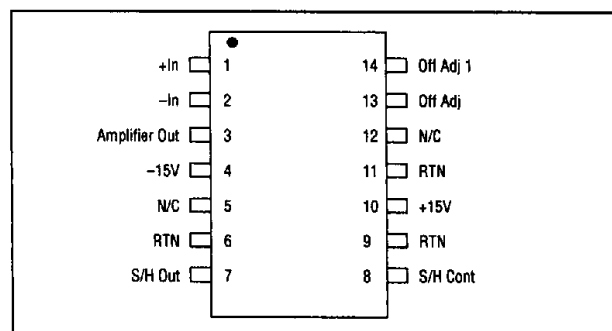 +In 1 14 Off Adj 1
–In 2 13 Off Adj
Amplifier Out 3 12 N/C
–15V 4 11 RTN
N/C 5 10 +15V
RTN 6 9 RTN
S/H Out 7 8 S/H Cont